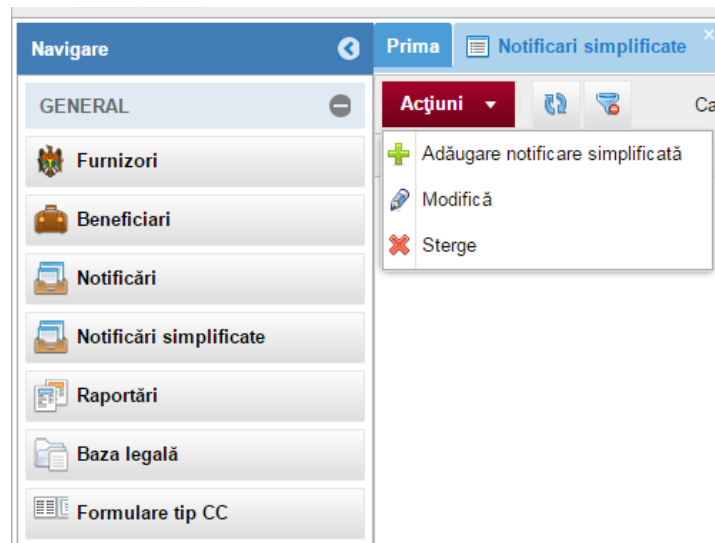 Navigare
Prima
Notificari simplificate
GENERAL
Acţiuni
Ca
Furnizori
Adăugare notificare simplificată
Modifică
Sterge
Beneficiari
Notificări
Notificări simplificate
Raportări
Baza legală
Formulare tip CC